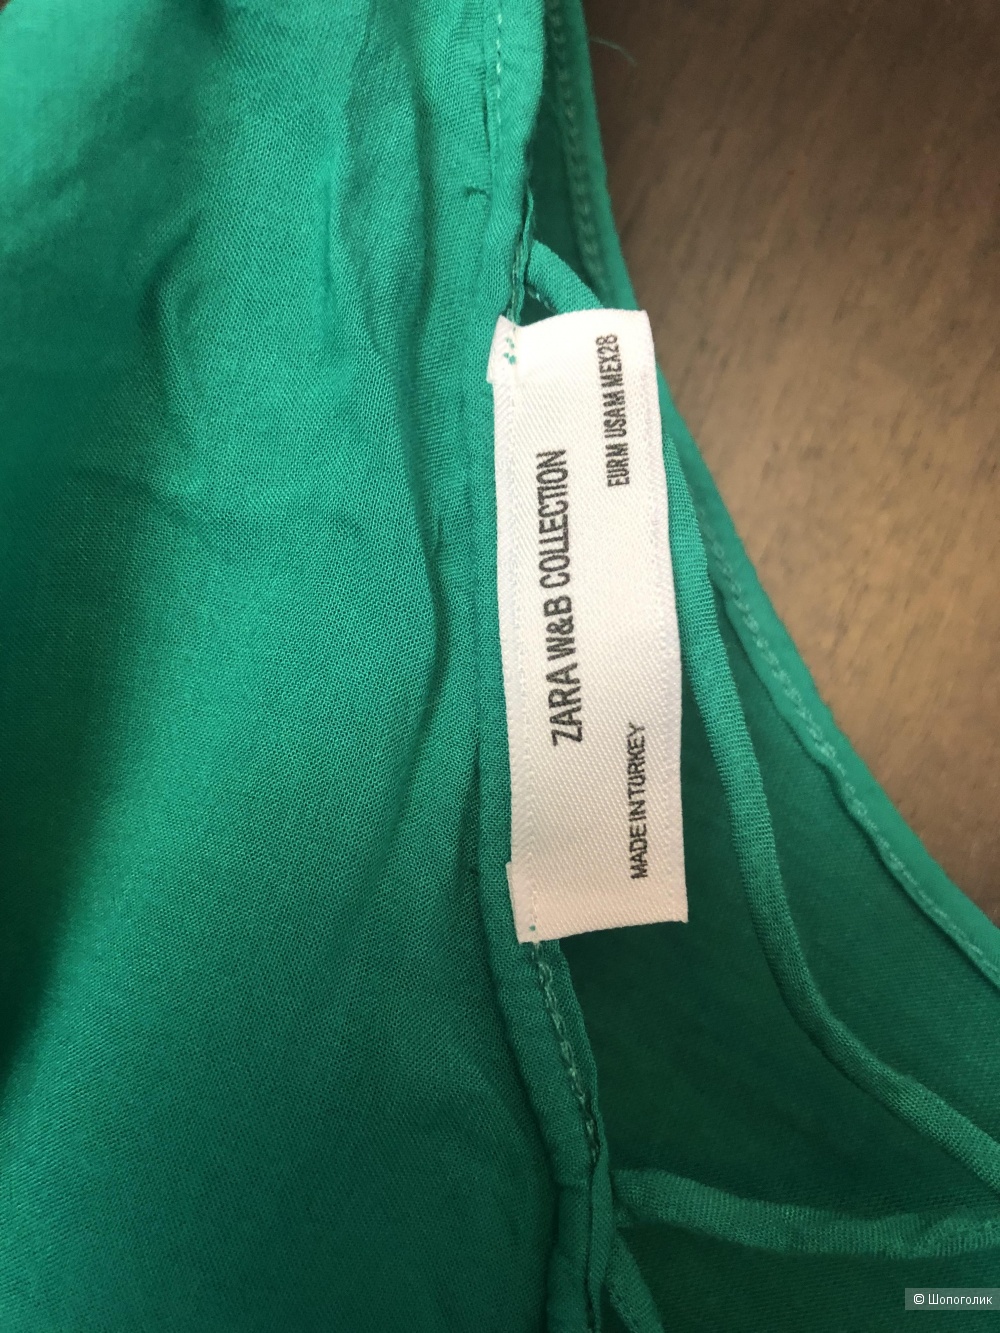 ZARA W&B COLLECTION
EUR M USA M MEX 28
MADE IN TURKEY
© Шопоголик